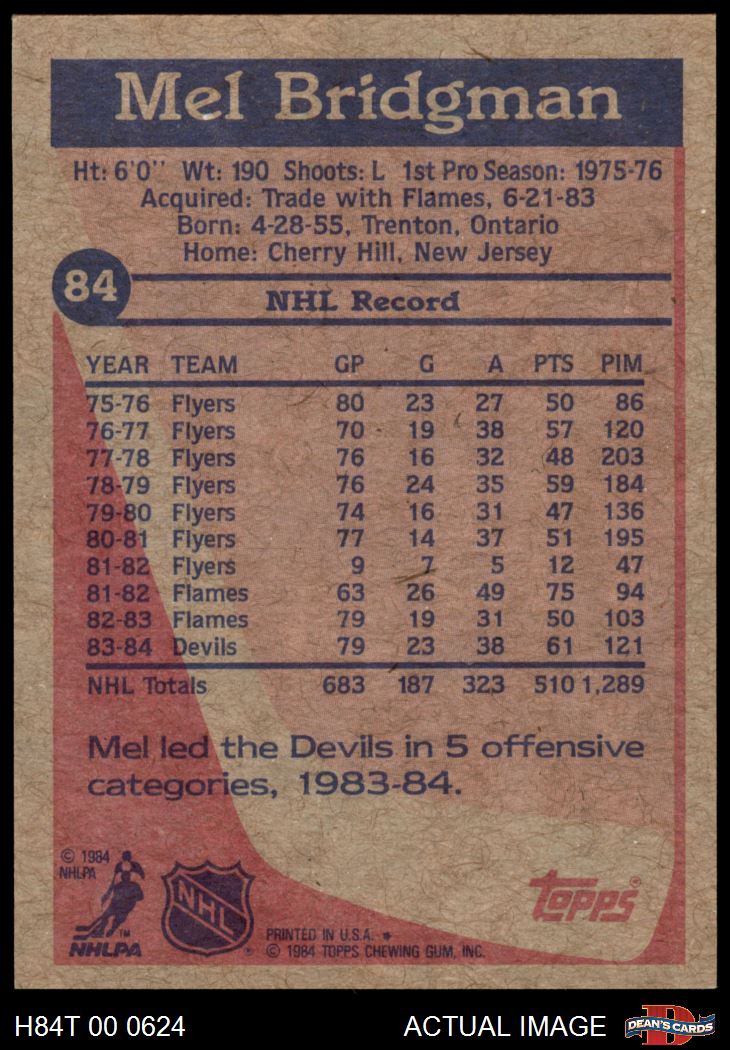 Mel Bridgman
Ht: 6'0'' Wt: 190 Shoots: L 1st Pro Season: 1975-76
Acquired: Trade with Flames, 6-21-83
Born: 4-28-55, Trenton, Ontario
Home: Cherry Hill, New Jersey
84
NHL Record
YEAR TEAM GP G A PTS PIM
75-76 Flyers 80 23 27 50 86
76-77 Flyers 70 19 38 57 120
77-78 Flyers 76 16 32 48 203
78-79 Flyers 76 24 35 59 184
79-80 Flyers 74 16 31 47 136
80-81 Flyers 77 14 37 51 195
81-82 Flyers 9 7 5 12 47
81-82 Flames 63 26 49 75 94
82-83 Flames 79 19 31 50 103
83-84 Devils 79 23 38 61 121
NHL Totals 683 187 323 510 1,289
Mel led the Devils in 5 offensive
categories, 1983-84.
© 1984
NHLPA
TM
NHLPA
NHL
®
PRINTED IN U.S.A. *
© 1984 TOPPS CHEWING GUM, INC.
Topps®
H84T 00 0624
ACTUAL IMAGE
D
DEAN'S CARDS